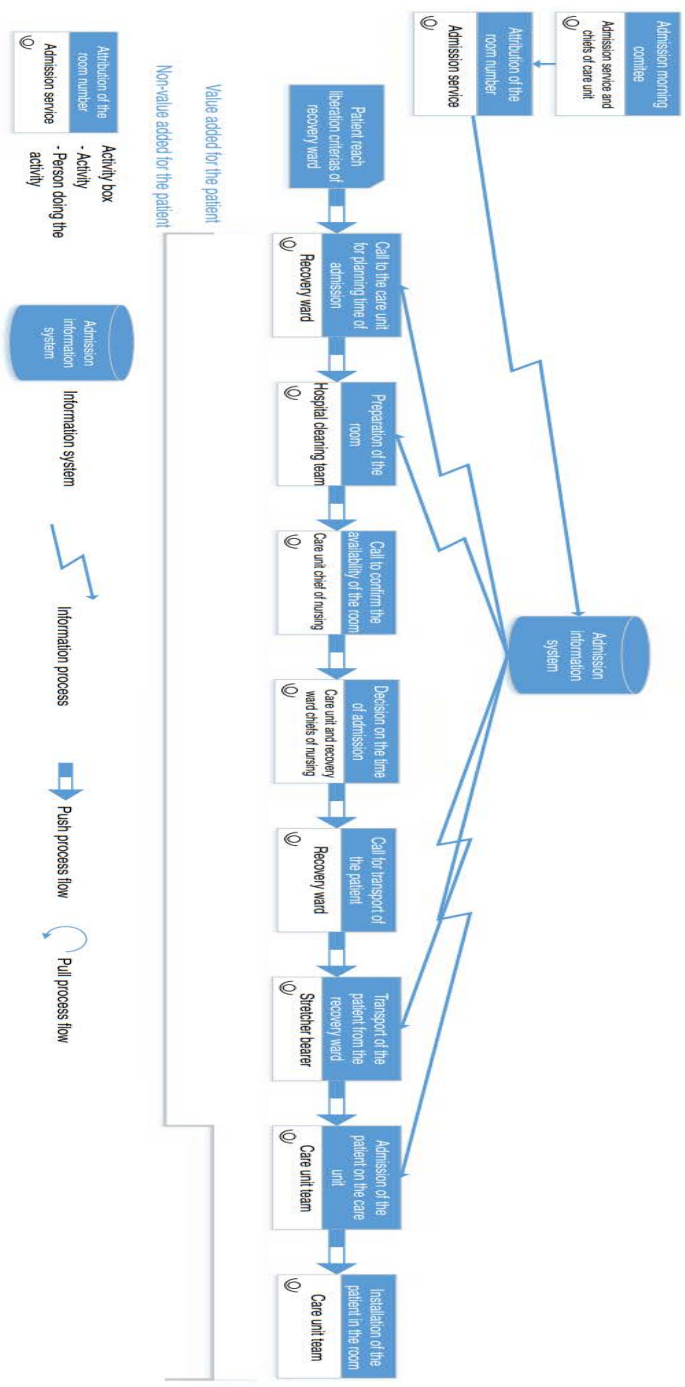 Admission morning
comitee
Admission service and
chiefs of care unit
Attribution of the
room number
Admission service
Admission
information
system
Patient reach
liberation criterias of
recovery ward
Call to the care unit
for planning time of
admission
Recovery ward
Preparation of the
room
Hospital cleaning team
Call to confirm the
availability of the room
Care unit chief of nursing
Decision on the time
of admission
Care unit and recovery
ward chiefs of nursing
Call for transport of
the patient
Recovery ward
Transport of the
patient from the
recovery ward
Stretcher bearer
Admission of the
patient on the care
unit
Care unit team
Installation of the
patient in the room
Care unit team
Value added for the patient
Non-value added for the patient
Attribution of the
room number
Admission service
Activity box
- Activity
- Person doing the
activity
Admission
information
system
Information system
Information process
Push process flow
Pull process flow